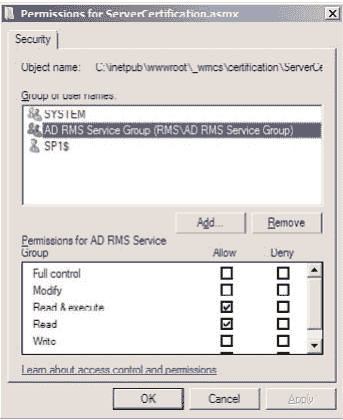 Permissions for ServerCertification.asmx
Security
Object name: C:\inetpub\wwwroot\_wmcs\certification\ServerCe
Group or user names:
SYSTEM
AD RMS Service Group (RMS\AD RMS Service Group)
SP1$
Add... Remove
Permissions for AD RMS Service
Group Allow Deny
Full control
Modify
Read & execute
Read
Write
Learn about access control and permissions
OK Cancel Apply